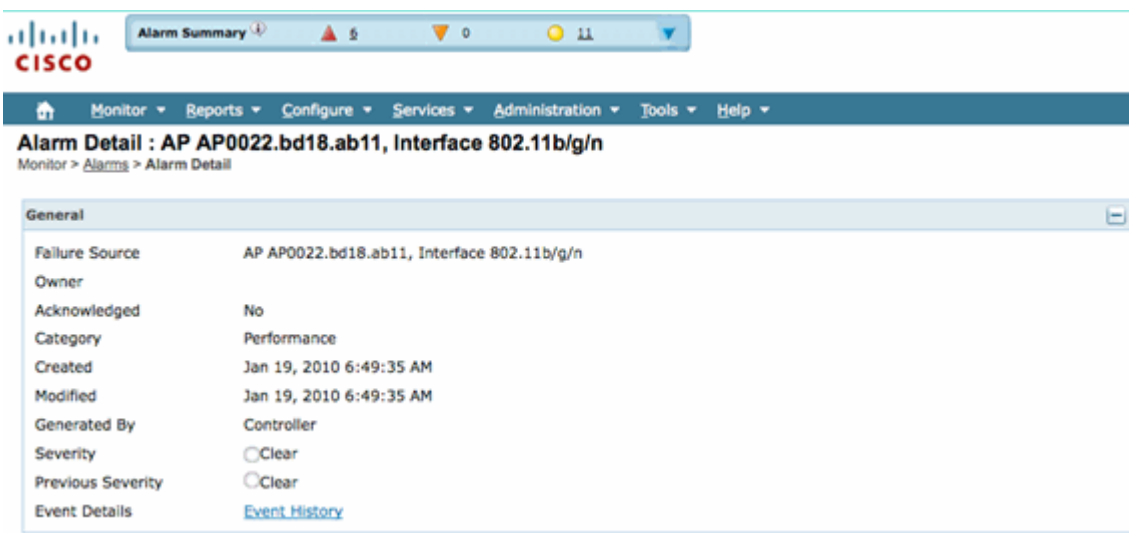 Alarm Summary 6 0 11
CISCO
Monitor Reports Configure Services Administration Tools Help
Alarm Detail : AP AP0022.bd18.ab11, Interface 802.11b/g/n
Monitor > Alarms > Alarm Detail
General
Failure Source AP AP0022.bd18.ab11, Interface 802.11b/g/n
Owner
Acknowledged No
Category Performance
Created Jan 19, 2010 6:49:35 AM
Modified Jan 19, 2010 6:49:35 AM
Generated By Controller
Severity Clear
Previous Severity Clear
Event Details Event History